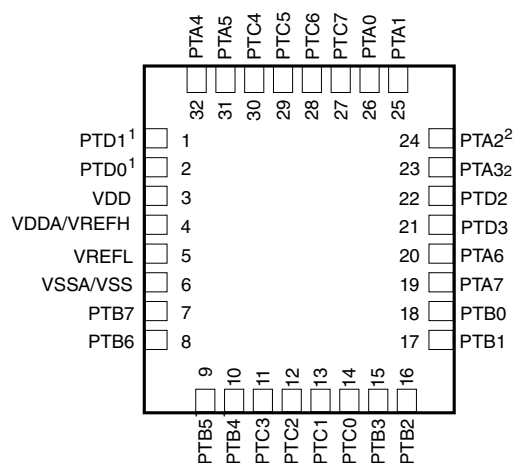 PTA4 PTA5 PTC4 PTC5 PTC6 PTC7 PTA0 PTA1
32 31 30 29 28 27 26 25
PTD1¹ 1 24 PTA2²
PTD0¹ 2 23 PTA32
VDD 3 22 PTD2
VDDA/VREFH 4 21 PTD3
VREFL 5 20 PTA6
VSSA/VSS 6 19 PTA7
PTB7 7 18 PTB0
PTB6 8 17 PTB1
9 10 11 12 13 14 15 16
PTB5 PTB4 PTC3 PTC2 PTC1 PTC0 PTB3 PTB2